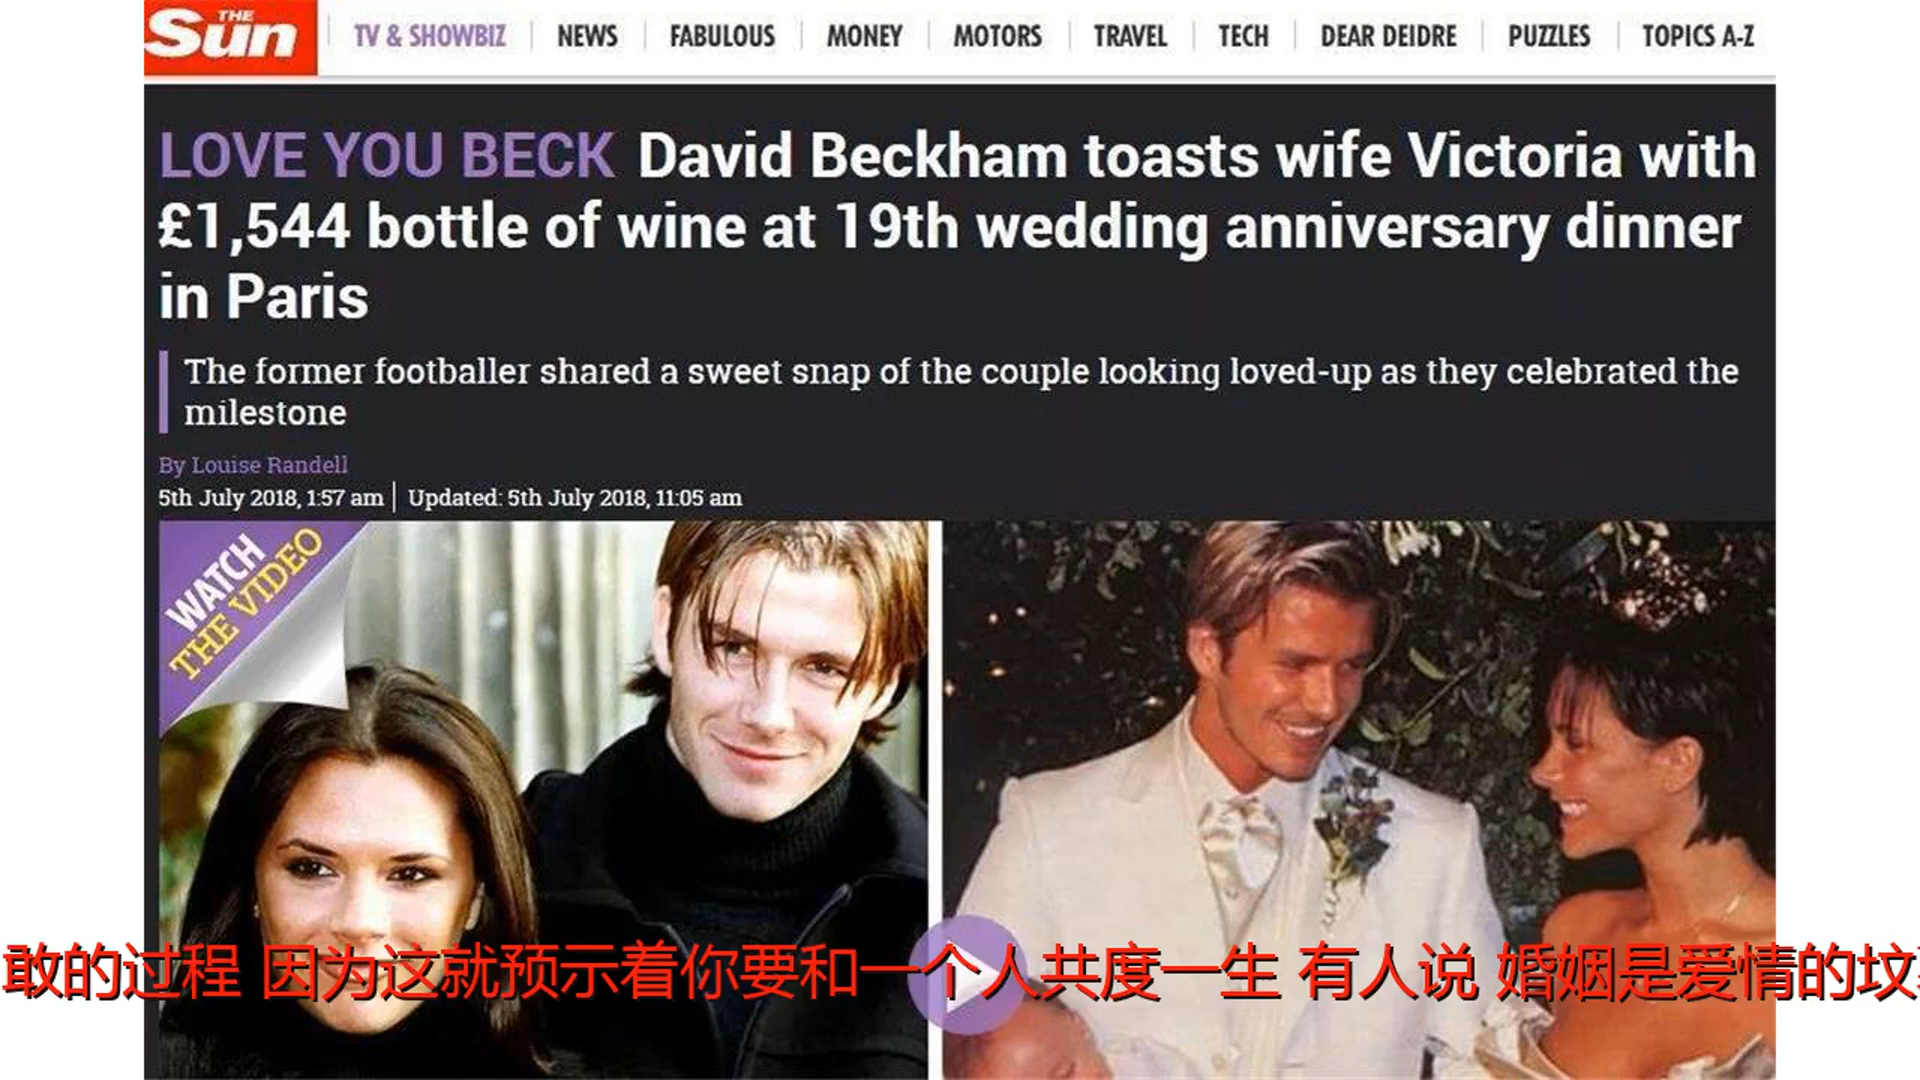 THE
Sun
TV & SHOWBIZ NEWS FABULOUS MONEY MOTORS TRAVEL TECH DEAR DEIDRE PUZZLES TOPICS A-Z
LOVE YOU BECK David Beckham toasts wife Victoria with
£1,544 bottle of wine at 19th wedding anniversary dinner
in Paris
The former footballer shared a sweet snap of the couple looking loved-up as they celebrated the
milestone
By Louise Randell
5th July 2018, 1:57 am | Updated: 5th July 2018, 11:05 am
WATCH
THE VIDEO
敢的过程 因为这就预示着你要和一个人共度一生 有人说 婚姻是爱情的坟